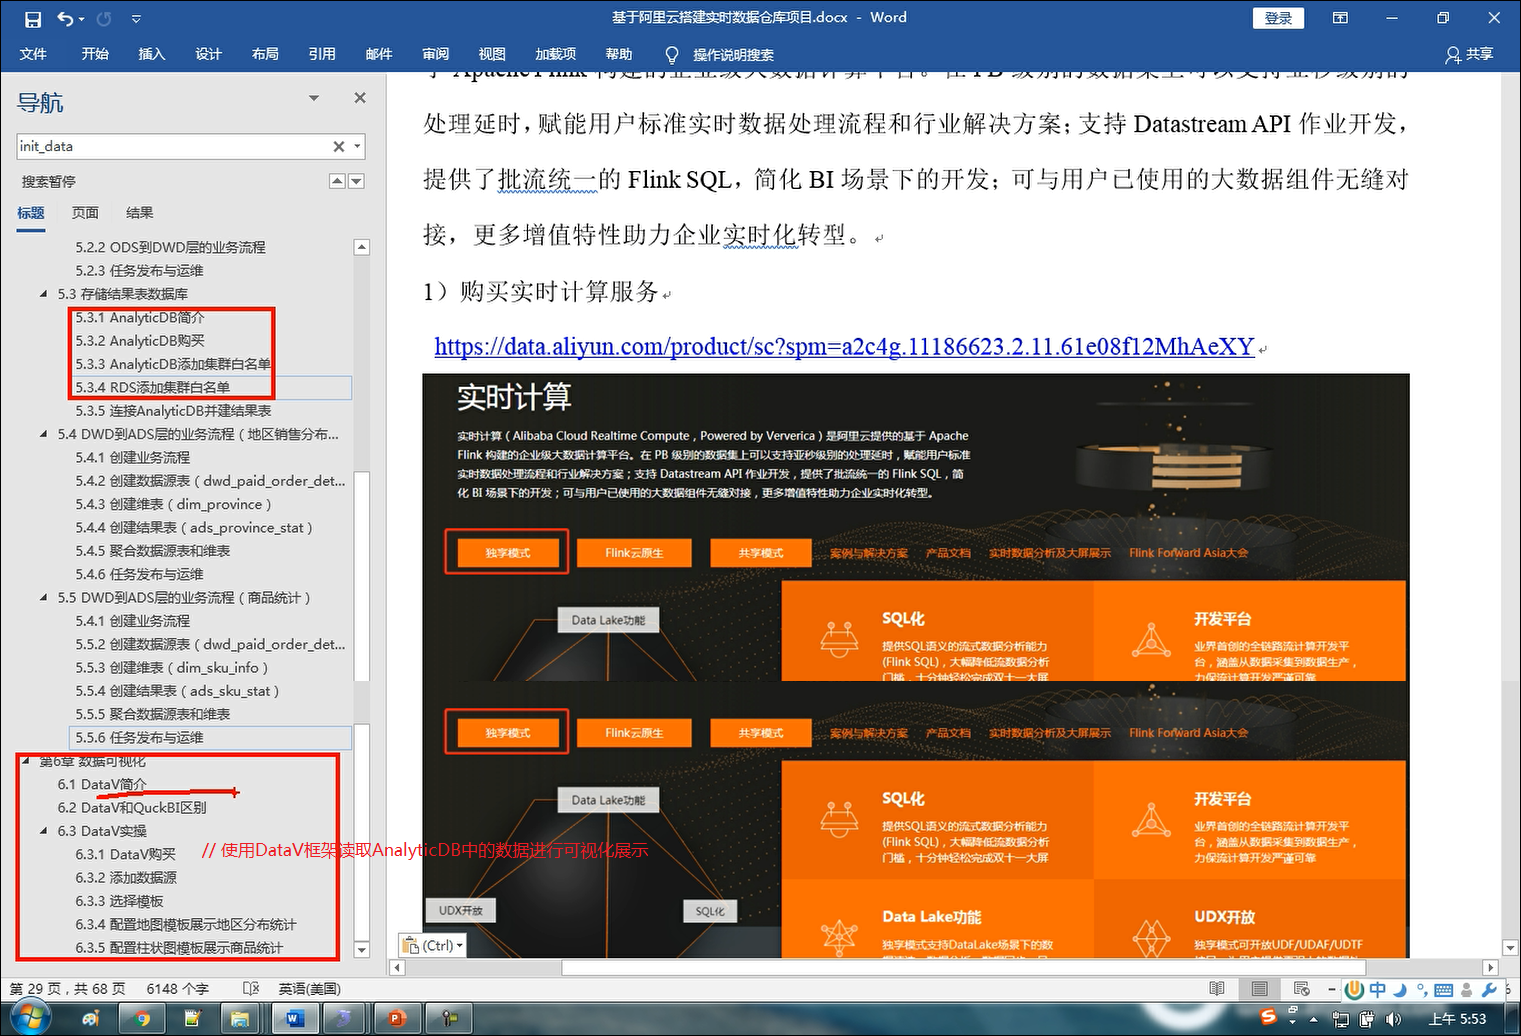 基于阿里云搭建实时数据仓库项目.docx - Word
登录
文件 开始 插入 设计 布局 引用 邮件 审阅 视图 加载项 帮助 操作说明搜索 共享
导航
init_data
搜索暂停
标题 页面 结果
5.2.2 ODS到DWD层的业务流程
5.2.3 任务发布与运维
5.3 存储结果表数据库
5.3.1 AnalyticDB简介
5.3.2 AnalyticDB购买
5.3.3 AnalyticDB添加集群白名单
5.3.4 RDS添加集群白名单
5.3.5 连接AnalyticDB并建结果表
5.4 DWD到ADS层的业务流程（地区销售分布...
5.4.1 创建业务流程
5.4.2 创建数据源表（dwd_paid_order_det...
5.4.3 创建维表（dim_province）
5.4.4 创建结果表（ads_province_stat）
5.4.5 聚合数据源表和维表
5.4.6 任务发布与运维
5.5 DWD到ADS层的业务流程（商品统计）
5.4.1 创建业务流程
5.5.2 创建数据源表（dwd_paid_order_det...
5.5.3 创建维表（dim_sku_info）
5.5.4 创建结果表（ads_sku_stat）
5.5.5 聚合数据源表和维表
5.5.6 任务发布与运维
第6章 数据可视化
6.1 DataV简介
6.2 DataV和QuckBI区别
6.3 DataV实操
6.3.1 DataV购买
// 使用DataV框架读取AnalyticDB中的数据进行可视化展示
6.3.2 添加数据源
6.3.3 选择模板
6.3.4 配置地图模板展示地区分布统计
6.3.5 配置柱状图模板展示商品统计
于 Apache Flink 构建的企业级大数据计算平台。在 PB 级别的数据集上可以支持亚秒级别的
处理延时，赋能用户标准实时数据处理流程和行业解决方案；支持 Datastream API 作业开发，
提供了批流统一的 Flink SQL，简化 BI 场景下的开发；可与用户已使用的大数据组件无缝对
接，更多增值特性助力企业实时化转型。
1）购买实时计算服务
https://data.aliyun.com/product/sc?spm=a2c4g.11186623.2.11.61e08f12MhAeXY
实时计算
实时计算（Alibaba Cloud Realtime Compute，Powered by Ververica）是阿里云提供的基于 Apache
Flink 构建的企业级大数据计算平台。在 PB 级别的数据集上可以支持亚秒级别的处理延时，赋能用户标准
实时数据处理流程和行业解决方案；支持 Datastream API 作业开发，提供了批流统一的 Flink SQL，简
化 BI 场景下的开发；可与用户已使用的大数据组件无缝对接，更多增值特性助力企业实时化转型。
独享模式 Flink云原生 共享模式 案例与解决方案 产品文档 实时数据分析及大屏展示 Flink Forward Asia大会
Data Lake功能
SQL化
提供SQL语义的流式数据分析能力
(Flink SQL)，大幅降低流数据分析
门槛，十分钟轻松完成双十一大屏
开发平台
业界首创的全链路流计算开发平
台，涵盖从数据采集到数据生产，
力保流计算开发严谨可靠
独享模式 Flink云原生 共享模式 案例与解决方案 产品文档 实时数据分析及大屏展示 Flink Forward Asia大会
Data Lake功能
SQL化
提供SQL语义的流式数据分析能力
(Flink SQL)，大幅降低流数据分析
门槛，十分钟轻松完成双十一大屏
开发平台
业界首创的全链路流计算开发平
台，涵盖从数据采集到数据生产，
力保流计算开发严谨可靠
UDX开放
SQL化
Data Lake功能
独享模式支持DataLake场景下的数
UDX开放
独享模式可开放UDF/UDAF/UDTF
(Ctrl)
第 29 页，共 68 页 6148 个字 英语(美国)
中
上午 5:53